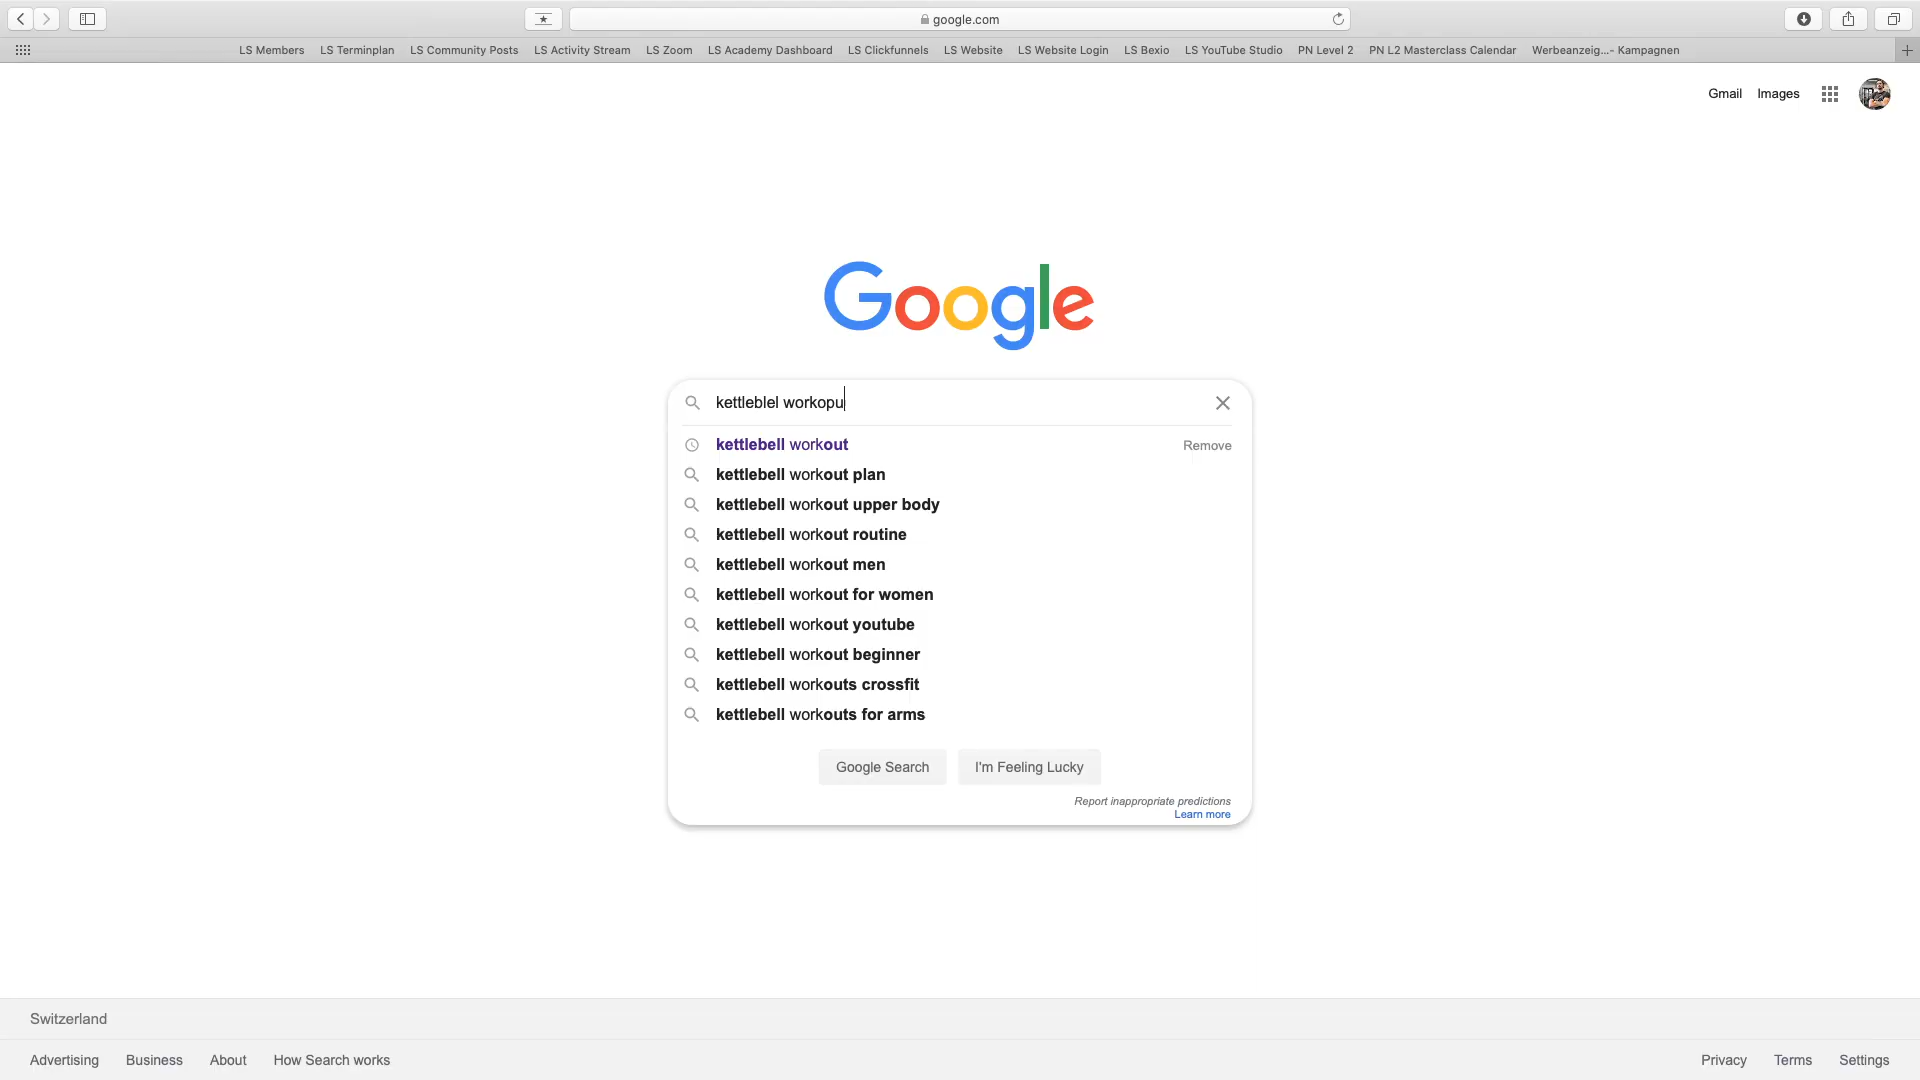 google.com
LS Members LS Terminplan LS Community Posts LS Activity Stream LS Zoom LS Academy Dashboard LS Clickfunnels LS Website LS Website Login LS Bexio LS YouTube Studio PN Level 2 PN L2 Masterclass Calendar Werbeanzeig...- Kampagnen
Gmail Images
Google
kettleblel workopu
kettlebell workout Remove
kettlebell workout plan
kettlebell workout upper body
kettlebell workout routine
kettlebell workout men
kettlebell workout for women
kettlebell workout youtube
kettlebell workout beginner
kettlebell workouts crossfit
kettlebell workouts for arms
Google Search I'm Feeling Lucky
Report inappropriate predictions
Learn more
Switzerland
Advertising Business About How Search works Privacy Terms Settings